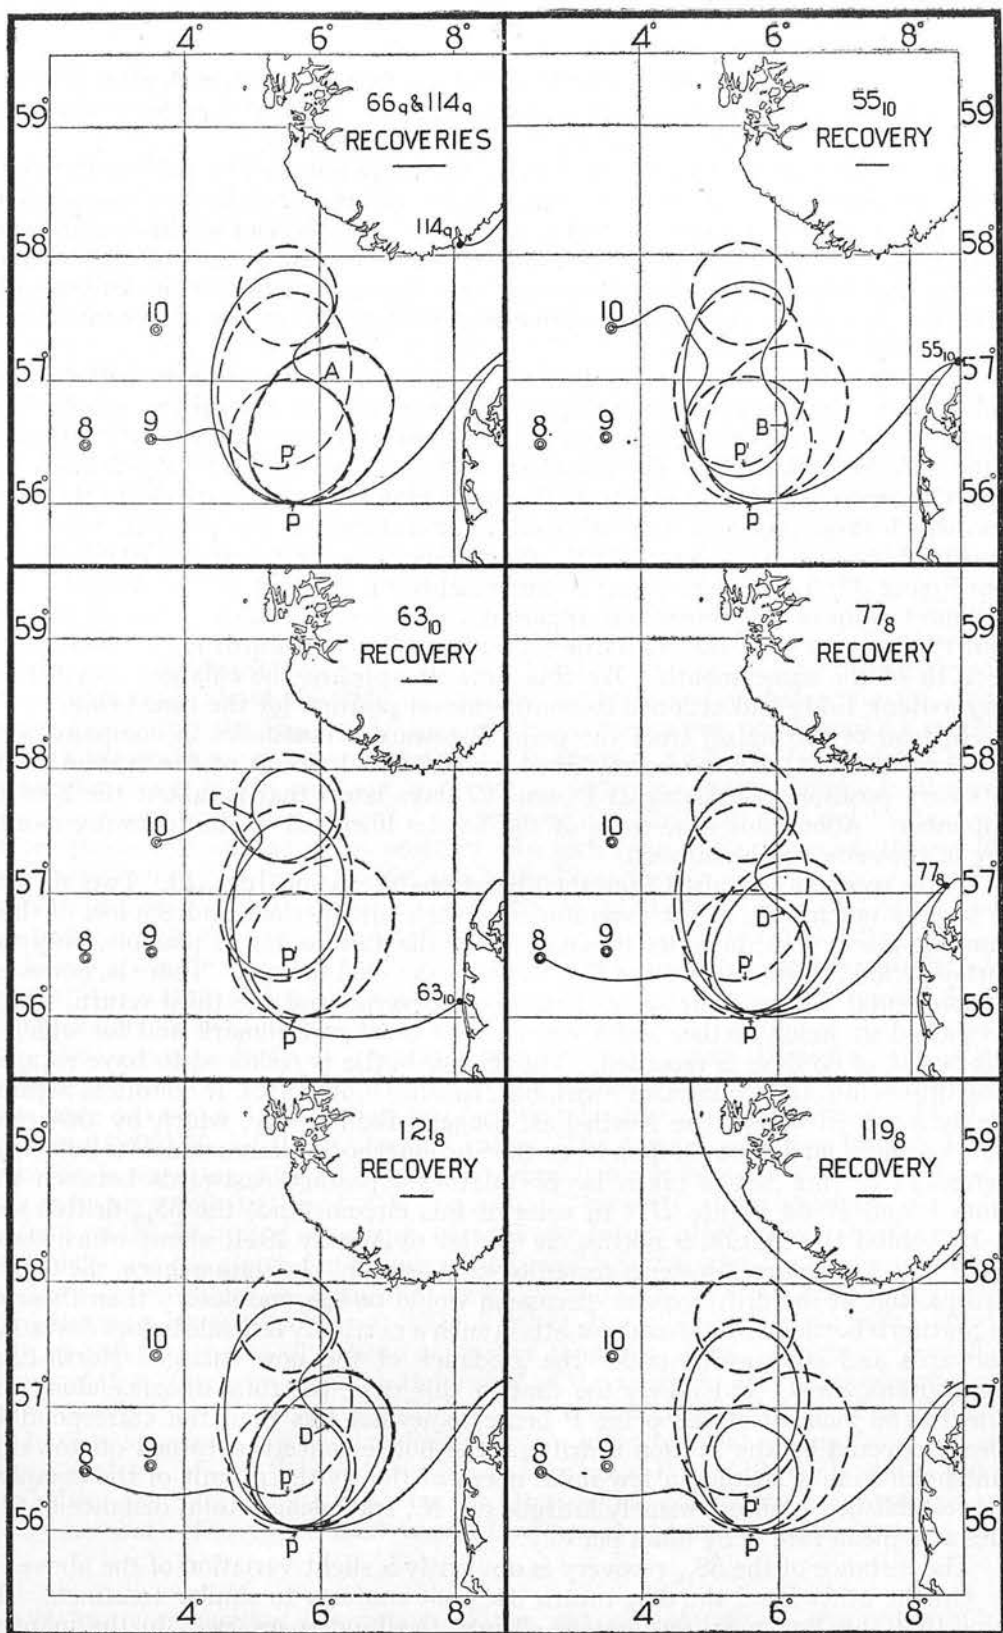 4° 6° 8° 4° 6° 8°
59° 66₉&114₉ 55₁₀ 59°
RECOVERIES RECOVERY
58° 114₉ 58°
10 10
57° A 55₁₀ 57°
8 9 8 9 B
P' P'
56° 56°
P P
59° 63₁₀ 77₈ 59°
RECOVERY RECOVERY
58° 58°
C
10 10
57° 77₈ 57°
8 9 8 9 D
P' P'
56° 63₁₀ 56°
P P
59° 121₈ 119₈ 59°
RECOVERY RECOVERY
58° 58°
10 10
57° 57°
8 9 D 8 9
P' P'
56° 56°
P P
4° 6° 8° 4° 6° 8°